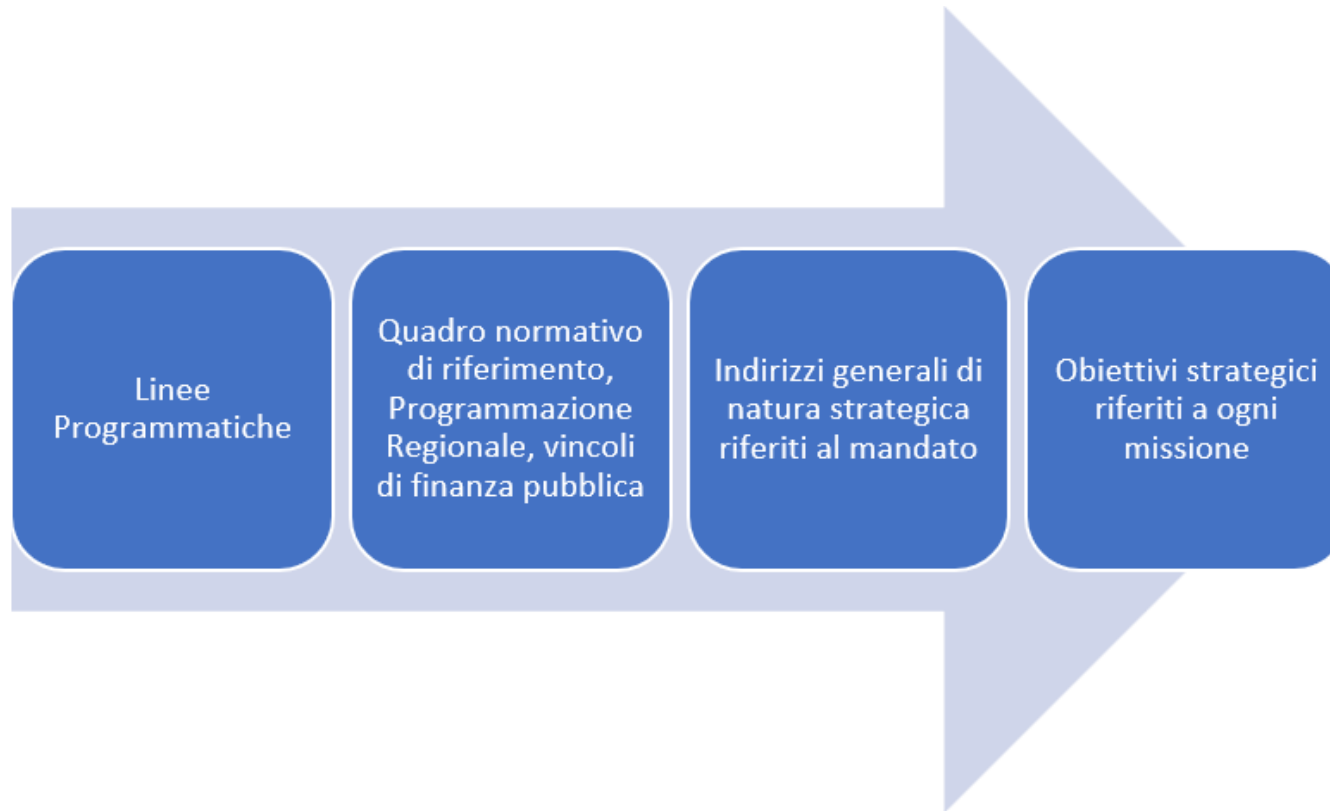 Linee
Programmatiche
Quadro normativo
di riferimento,
Programmazione
Regionale, vincoli
di finanza pubblica
Indirizzi generali di
natura strategica
riferiti al mandato
Obiettivi strategici
riferiti a ogni
missione